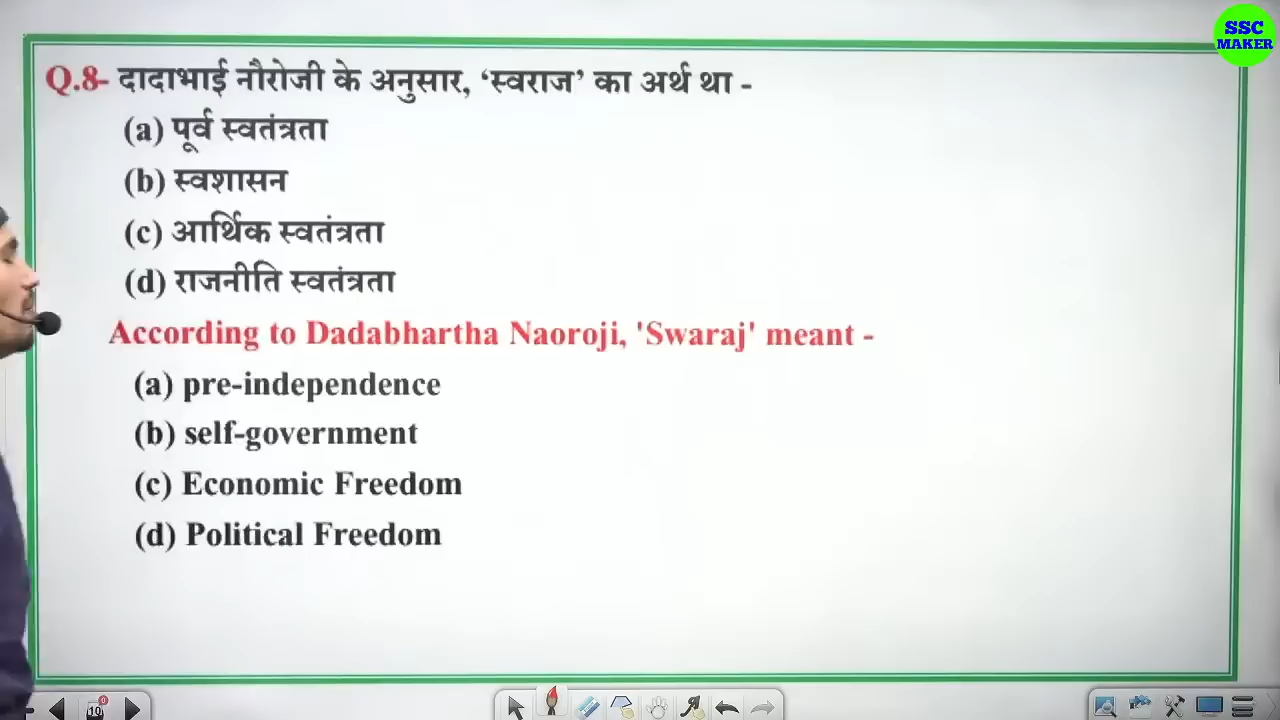 SSC
MAKER
Q.8- दादाभाई नौरोजी के अनुसार, ‘स्वराज’ का अर्थ था -
(a) पूर्व स्वतंत्रता
(b) स्वशासन
(c) आर्थिक स्वतंत्रता
(d) राजनीति स्वतंत्रता
According to Dadabhartha Naoroji, 'Swaraj' meant -
(a) pre-independence
(b) self-government
(c) Economic Freedom
(d) Political Freedom
10
0